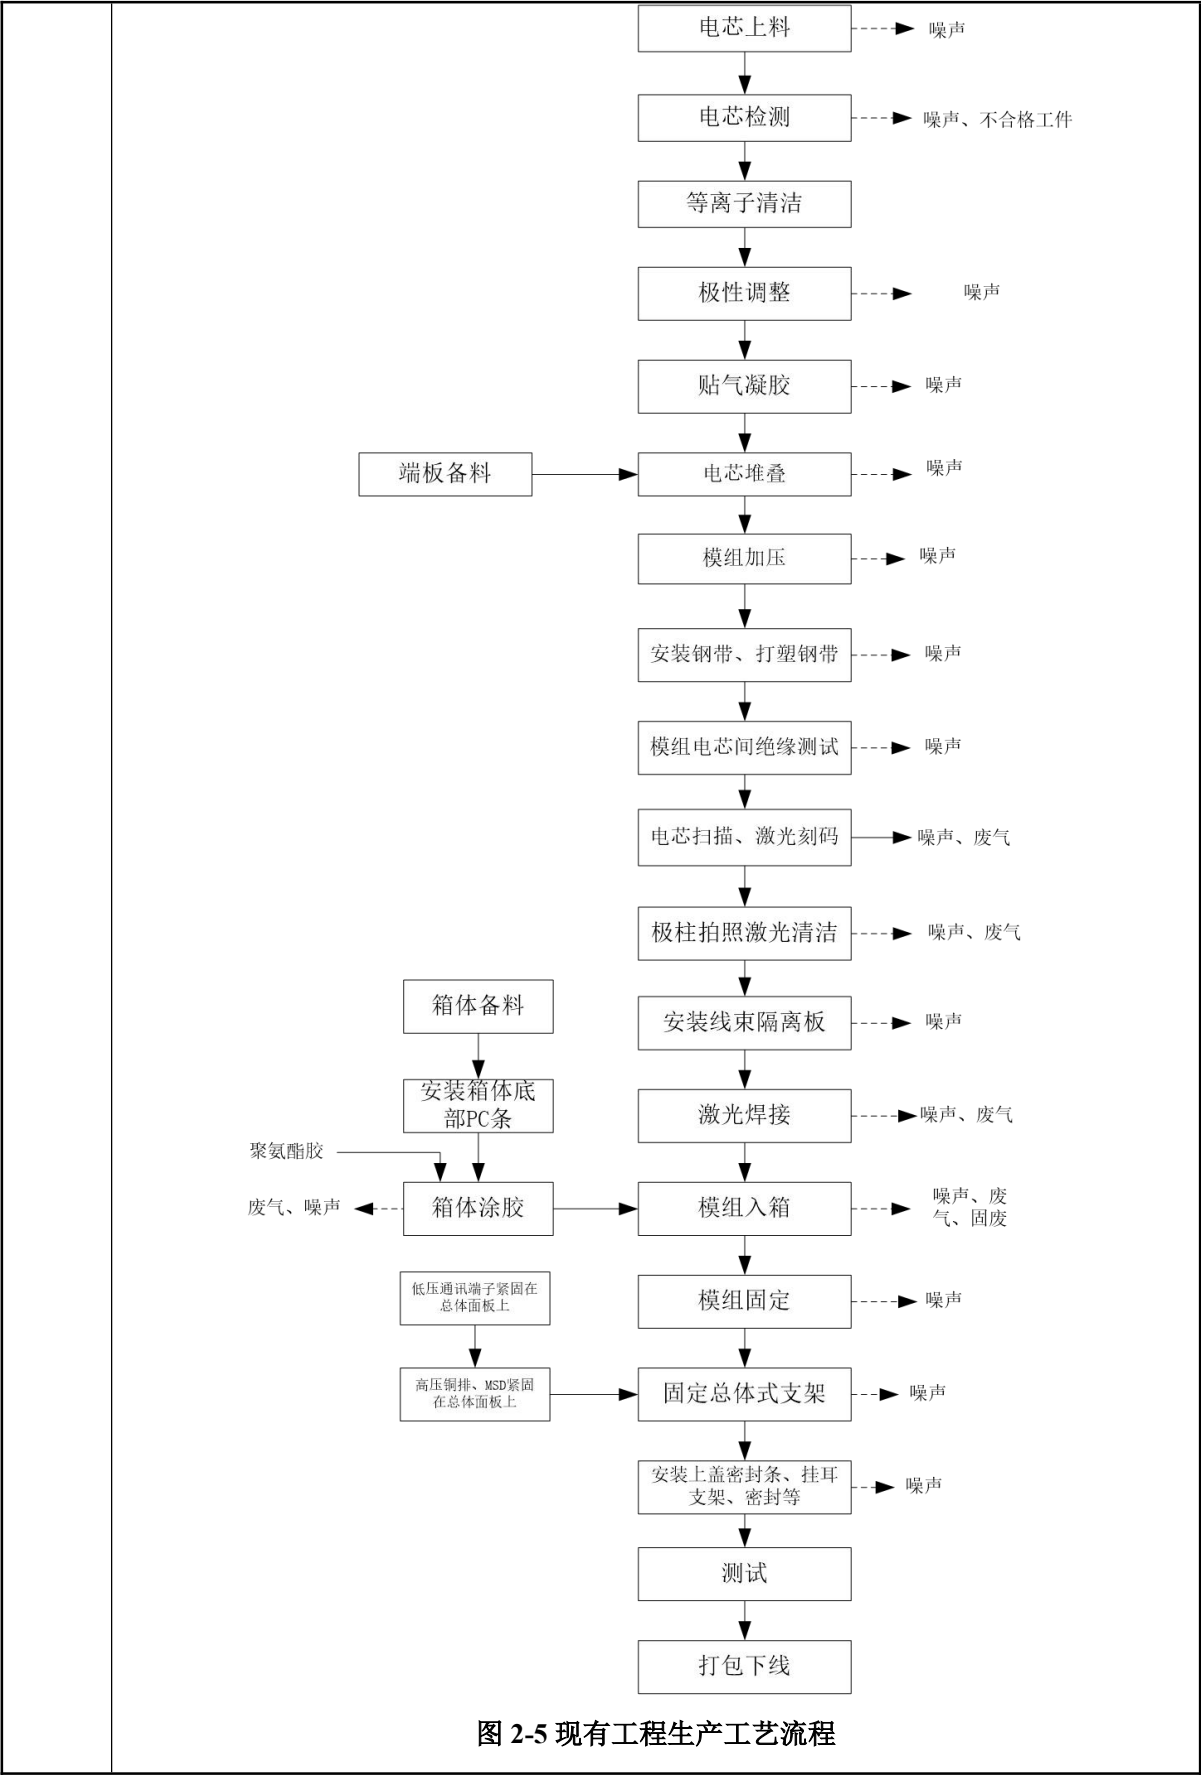 电芯上料
噪声
电芯检测
噪声、不合格工件
等离子清洁
极性调整
噪声
贴气凝胶
噪声
端板备料
电芯堆叠
噪声
模组加压
噪声
安装钢带、打塑钢带
噪声
模组电芯间绝缘测试
噪声
电芯扫描、激光刻码
噪声、废气
极柱拍照激光清洁
噪声、废气
箱体备料
安装线束隔离板
噪声
安装箱体底
部PC条
激光焊接
噪声、废气
聚氨酯胶
废气、噪声
箱体涂胶
模组入箱
噪声、废
气、固废
低压通讯端子紧固在
总体面板上
模组固定
噪声
高压铜排、MSD紧固
在总体面板上
固定总体式支架
噪声
安装上盖密封条、挂耳
支架、密封等
噪声
测试
打包下线
图 2-5 现有工程生产工艺流程